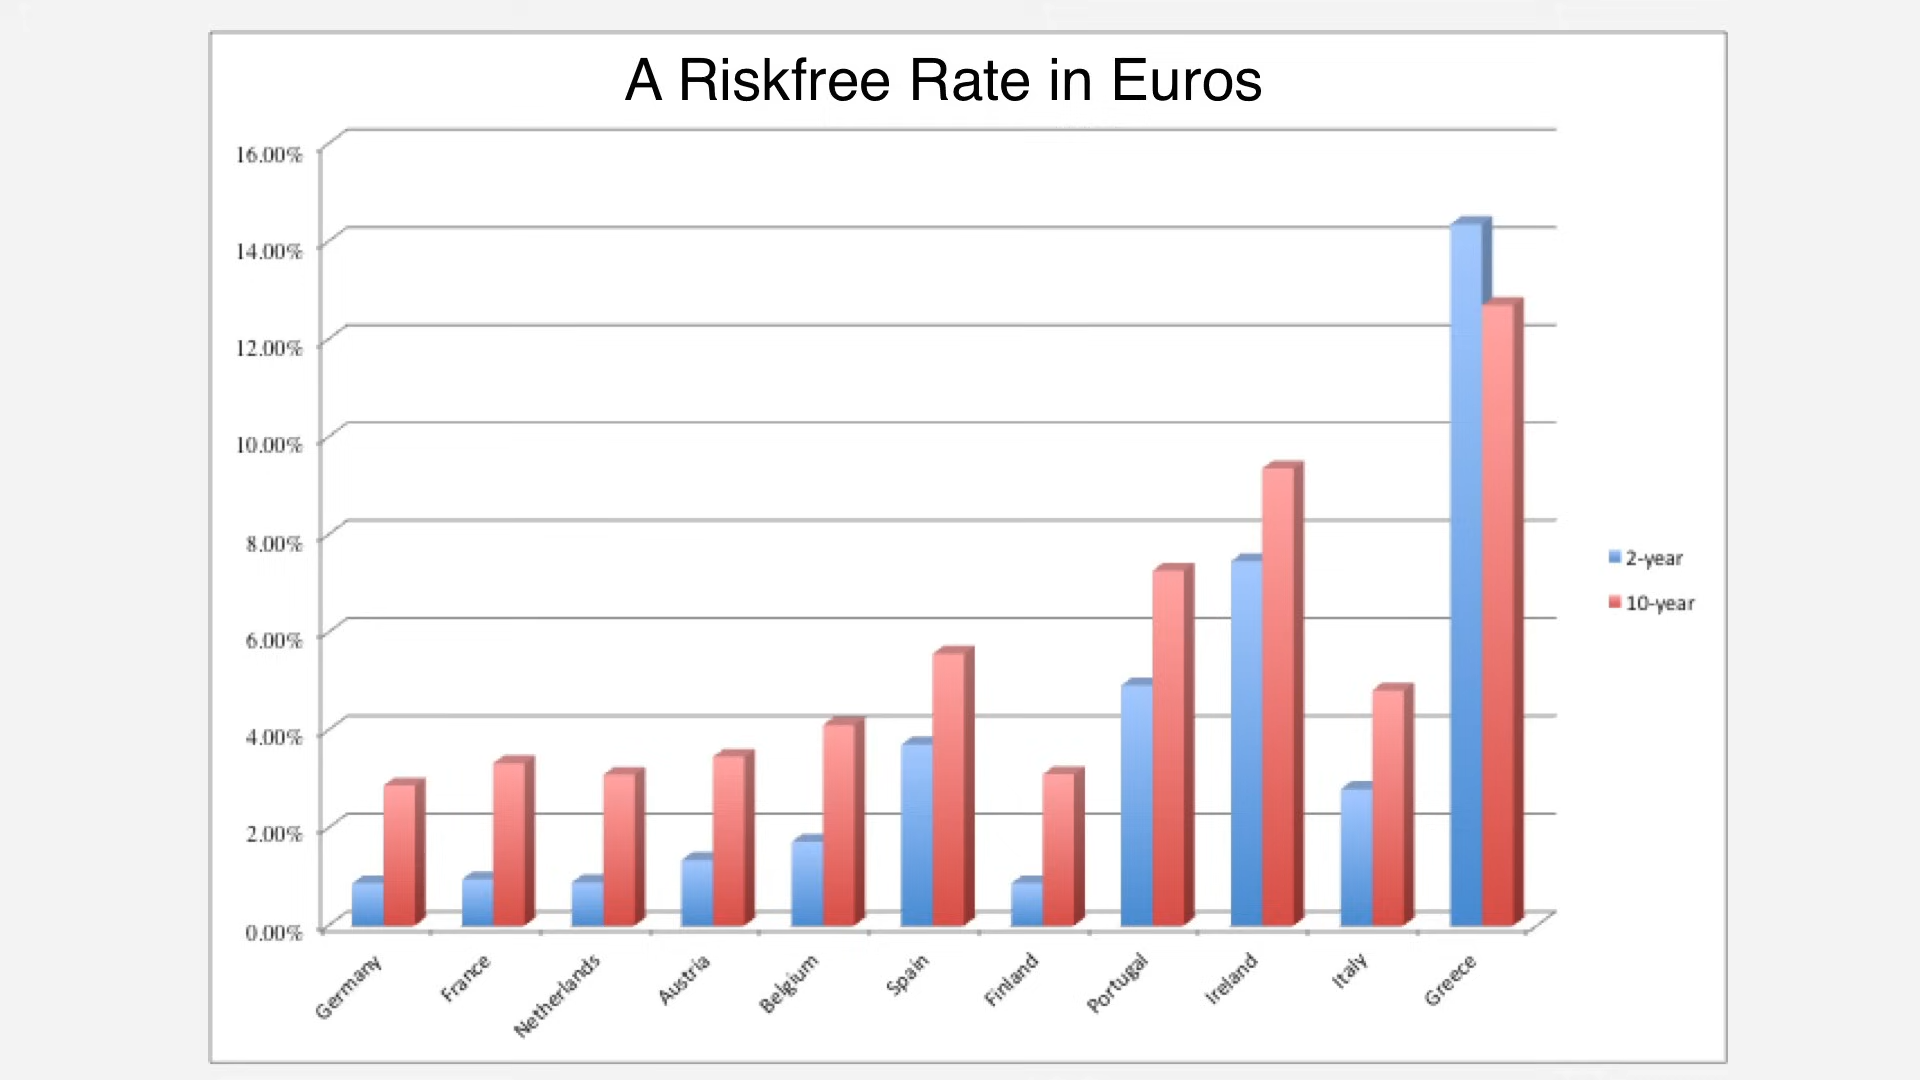 A Riskfree Rate in Euros
16.00%
14.00%
12.00%
10.00%
8.00%
6.00%
4.00%
2.00%
0.00%
2-year
10-year
Germany
France
Netherlands
Austria
Belgium
Spain
Finland
Portugal
Ireland
Italy
Greece